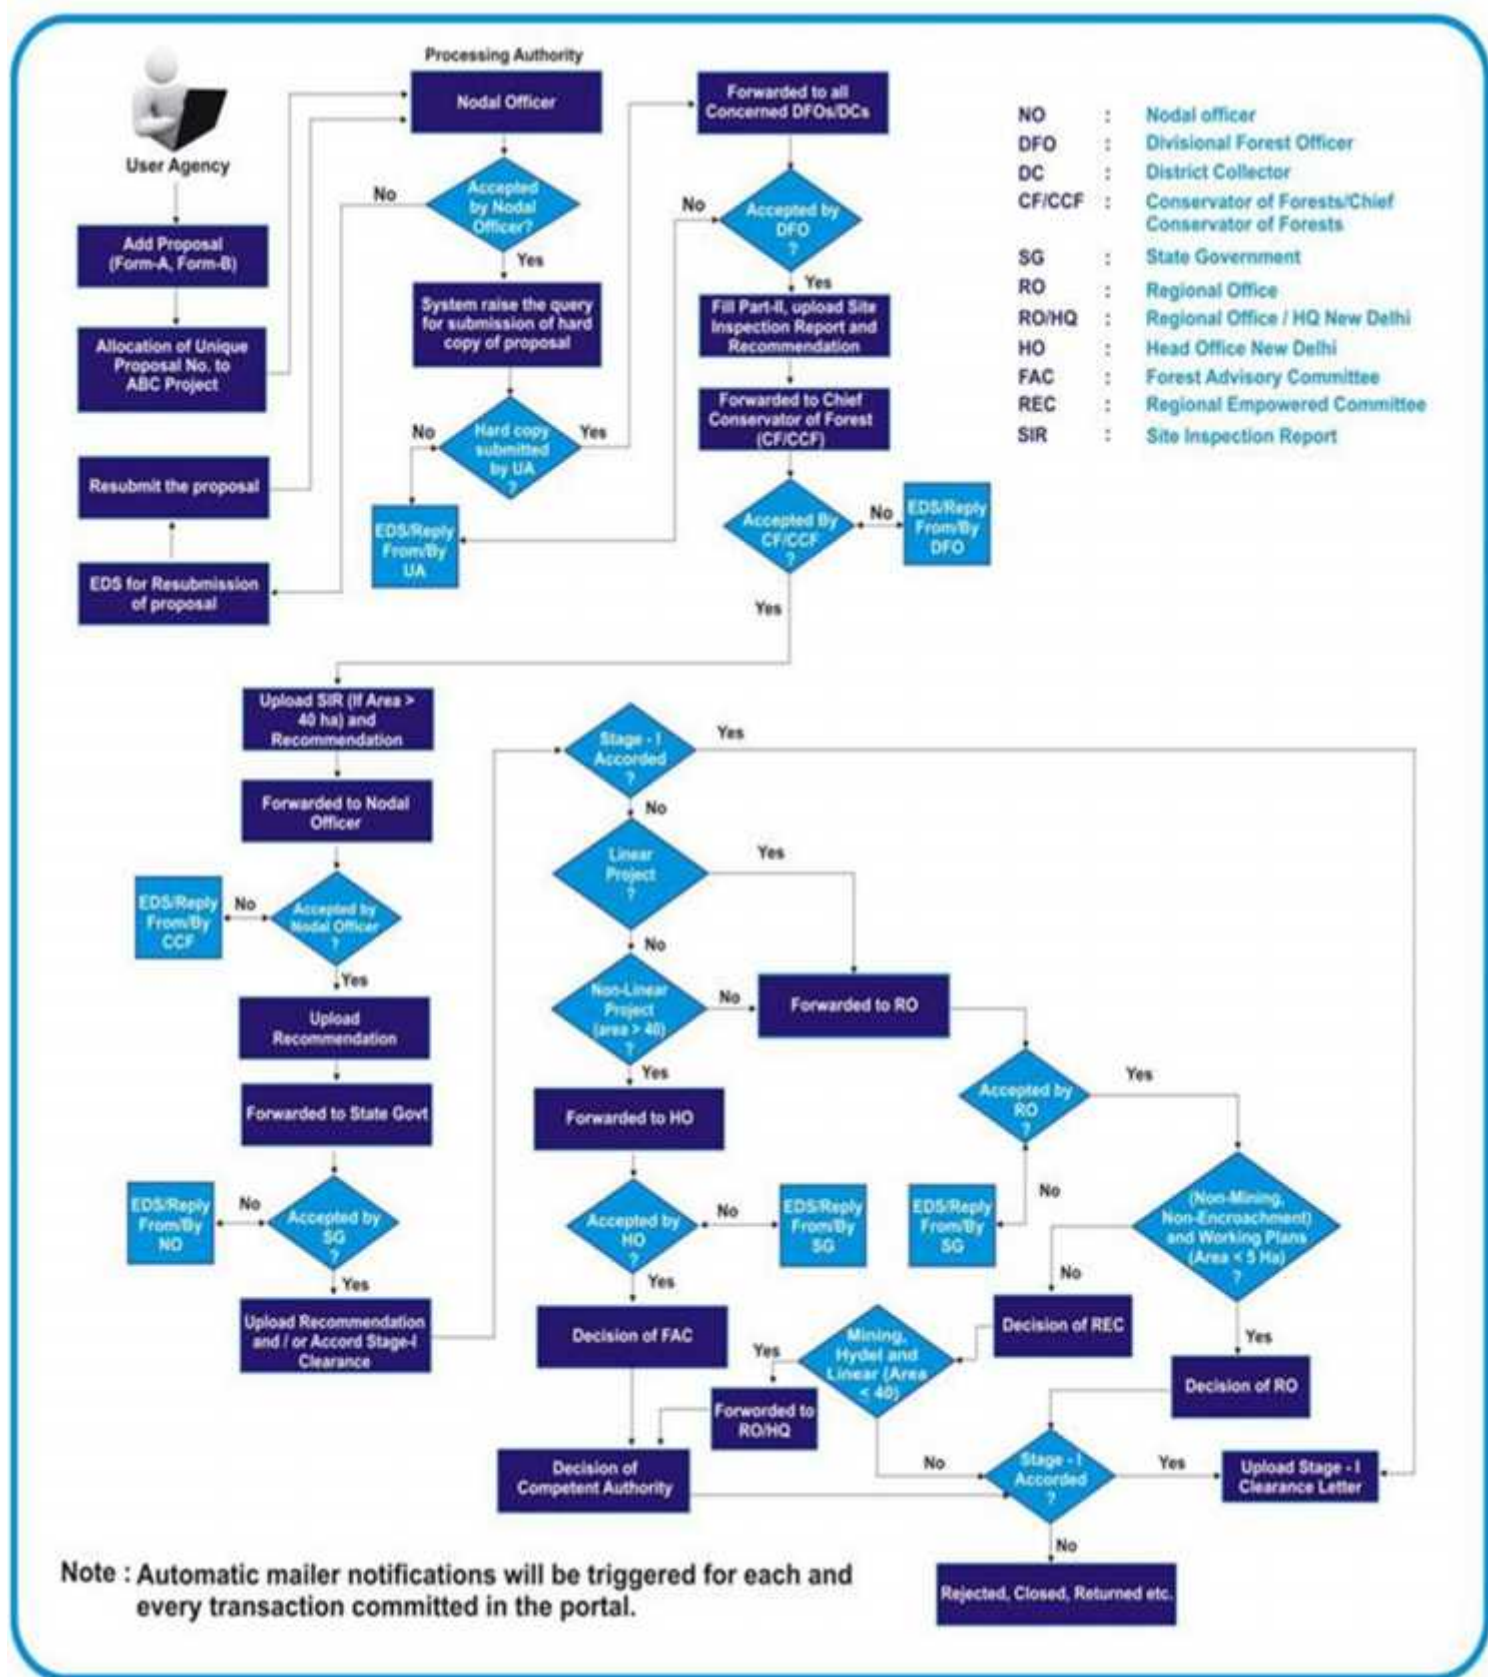 Processing Authority
Nodal Officer
User Agency
Add Proposal
(Form-A, Form-B)
Allocation of Unique
Proposal No. to
ABC Project
Resubmit the proposal
EDS for Resubmission
of proposal
No
Accepted
by Nodal
Officer?
Yes
System raise the query
for submission of hard
copy of proposal
No
Hard copy
submitted
by UA
?
Yes
EDS/Reply
From/By
UA
Forwarded to all
Concerned DFOs/DCs
No
Accepted by
DFO
?
Yes
Fill Part-II, upload Site
Inspection Report and
Recommendation
Forwarded to Chief
Conservator of Forest
(CF/CCF)
Accepted By
CF/CCF
?
No
EDS/Reply
From/By
DFO
Yes
NO : Nodal officer
DFO : Divisional Forest Officer
DC : District Collector
CF/CCF : Conservator of Forests/Chief
Conservator of Forests
SG : State Government
RO : Regional Office
RO/HQ : Regional Office / HQ New Delhi
HO : Head Office New Delhi
FAC : Forest Advisory Committee
REC : Regional Empowered Committee
SIR : Site Inspection Report
Upload SIR (If Area >
40 ha) and
Recommendation
Forwarded to Nodal
Officer
EDS/Reply
From/By
CCF
No
Accepted by
Nodal Officer
?
Yes
Upload
Recommendation
Forwarded to State Govt
EDS/Reply
From/By
NO
No
Accepted by
SG
?
Yes
Upload Recommendation
and / or Accord Stage-I
Clearance
Stage - I
Accorded
?
Yes
No
Linear
Project
?
Yes
No
Non-Linear
Project
(area > 40)
?
No
Forwarded to RO
Yes
Forwarded to HO
Accepted by
HO
?
No
EDS/Reply
From/By
SG
Yes
Decision of FAC
Accepted by
RO
?
Yes
No
EDS/Reply
From/By
SG
(Non-Mining,
Non-Encroachment)
and Working Plans
(Area < 5 Ha)
?
No
Yes
Decision of REC
Decision of RO
Mining,
Hydel and
Linear (Area
< 40)
Yes
Forworded to
RO/HQ
No
Decision of
Competent Authority
Stage - I
Accorded
?
Yes
Upload Stage - I
Clearance Letter
No
Rejected, Closed, Returned etc.
Note : Automatic mailer notifications will be triggered for each and
every transaction committed in the portal.